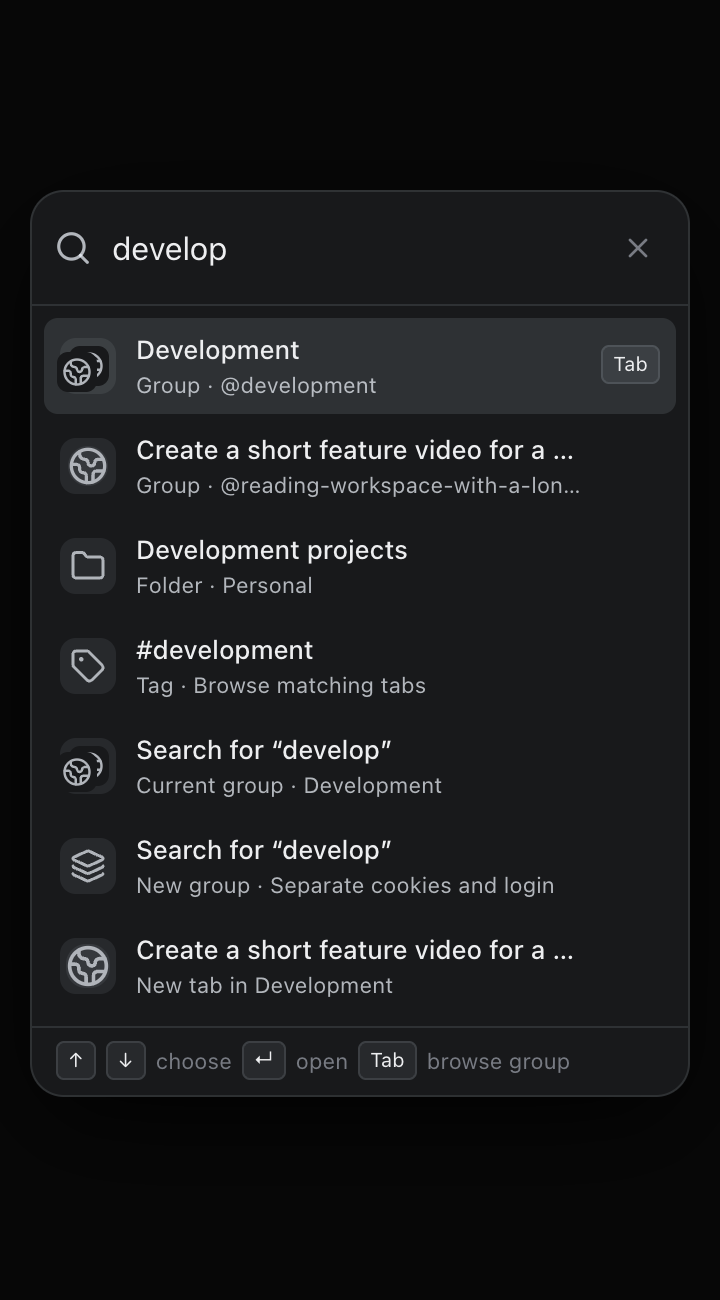 develop
Development
Group · @development
Tab
Create a short feature video for a ...
Group · @reading-workspace-with-a-lon...
Development projects
Folder · Personal
#development
Tag · Browse matching tabs
Search for “develop”
Current group · Development
Search for “develop”
New group · Separate cookies and login
Create a short feature video for a ...
New tab in Development
↑ ↓ choose ↵ open Tab browse group